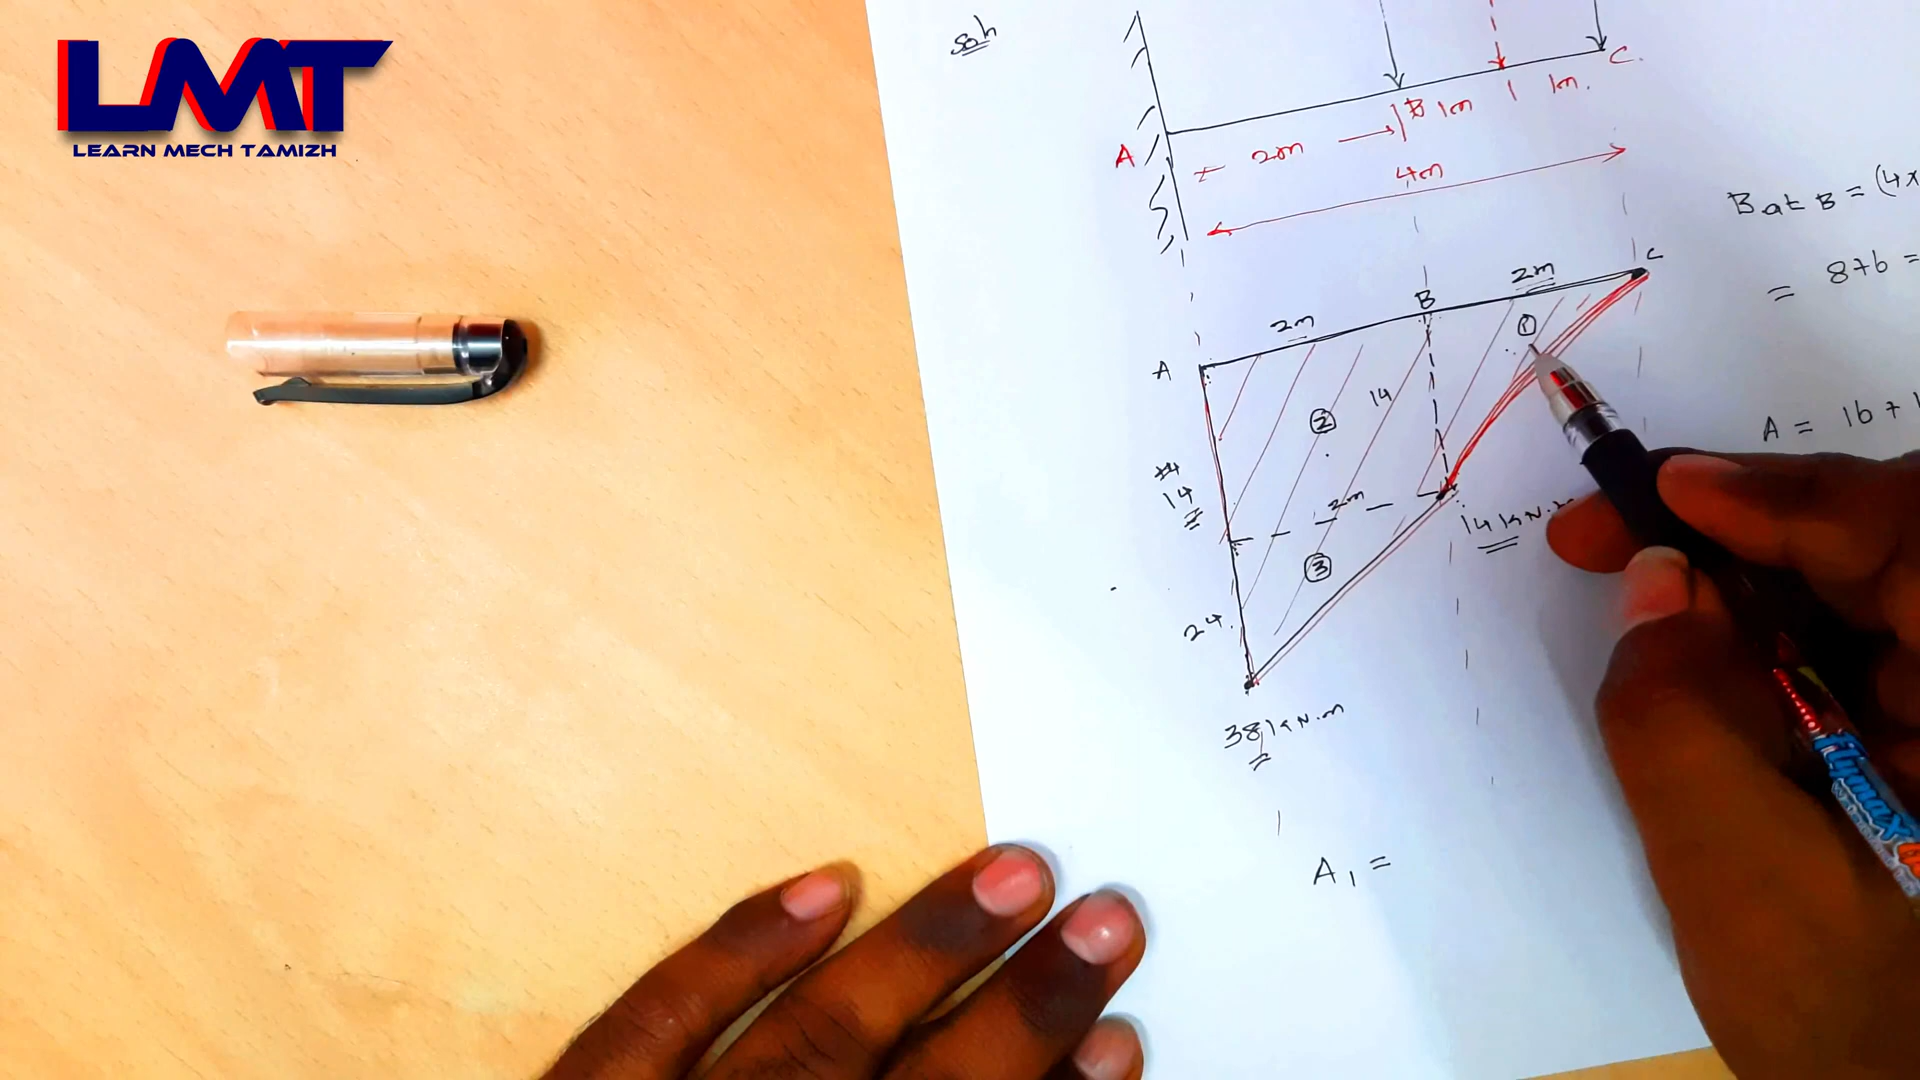 LMT
LEARN MECH TAMIZH
Soln
C.
A
B 1m 1m.
2m
4m
B at B = (4x
= 8+6 =
A = 16 + 1
C
2m
B
2m
A
1
14
2
14
2m
14 kN.m
3
24.
38 kN.m
A1 =